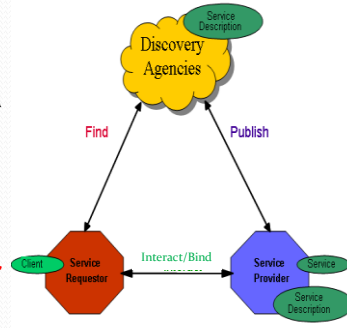 Service
Description
Discovery
Agencies
Find
Publish
Client
Service
Requestor
Interact/Bind
Service
Provider
Service
Service
Description